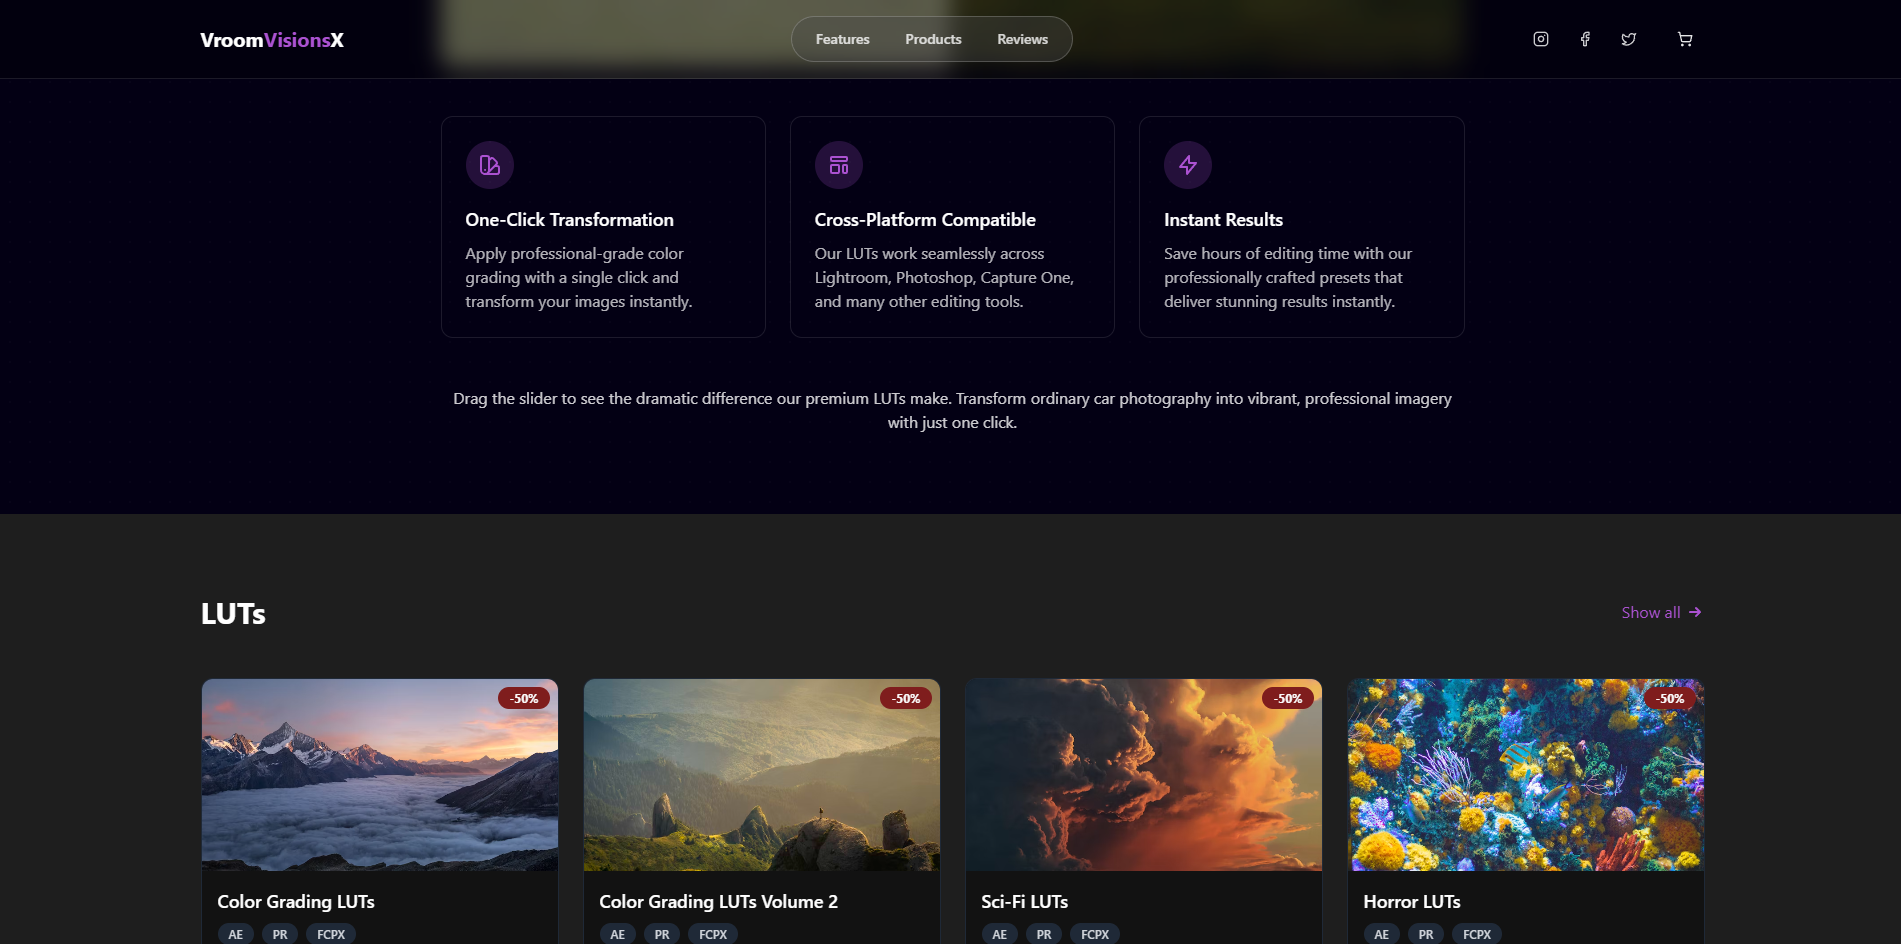 VroomVisionsX
Features
Products
Reviews
One-Click Transformation
Apply professional-grade color
grading with a single click and
transform your images instantly.
Cross-Platform Compatible
Our LUTs work seamlessly across
Lightroom, Photoshop, Capture One,
and many other editing tools.
Instant Results
Save hours of editing time with our
professionally crafted presets that
deliver stunning results instantly.
Drag the slider to see the dramatic difference our premium LUTs make. Transform ordinary car photography into vibrant, professional imagery
with just one click.
LUTs
Show all
-50%
Color Grading LUTs
AE PR FCPX
-50%
Color Grading LUTs Volume 2
AE PR FCPX
-50%
Sci-Fi LUTs
AE PR FCPX
-50%
Horror LUTs
AE PR FCPX